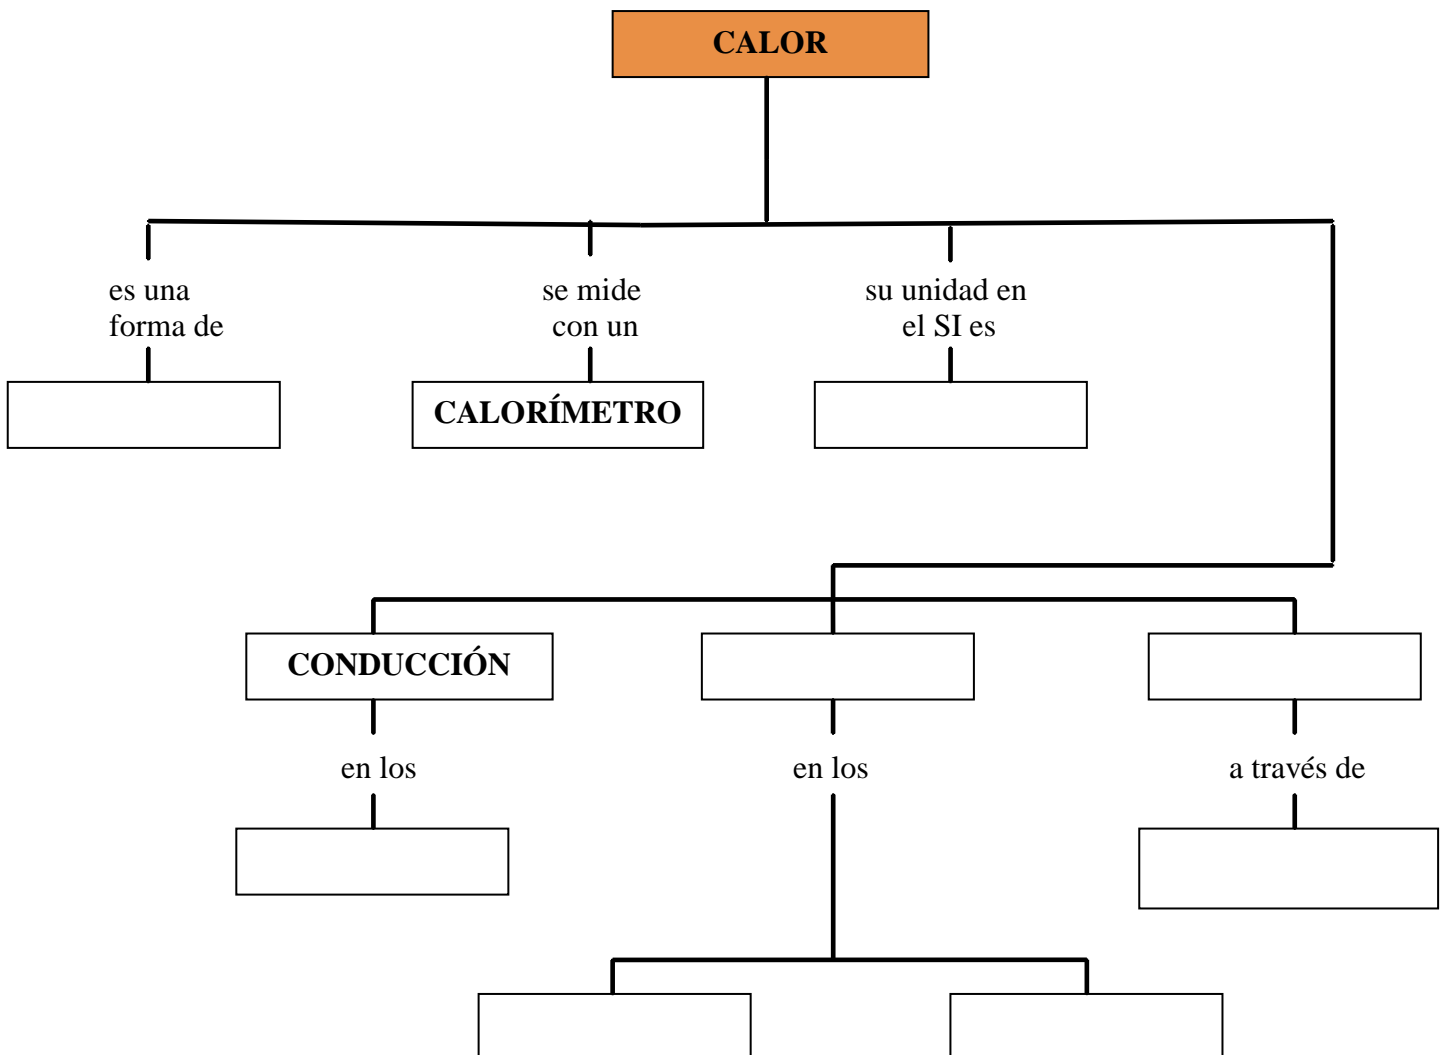 CALOR
es una
forma de
se mide
con un
su unidad en
el SI es
CALORÍMETRO
CONDUCCIÓN
en los
en los
a través de